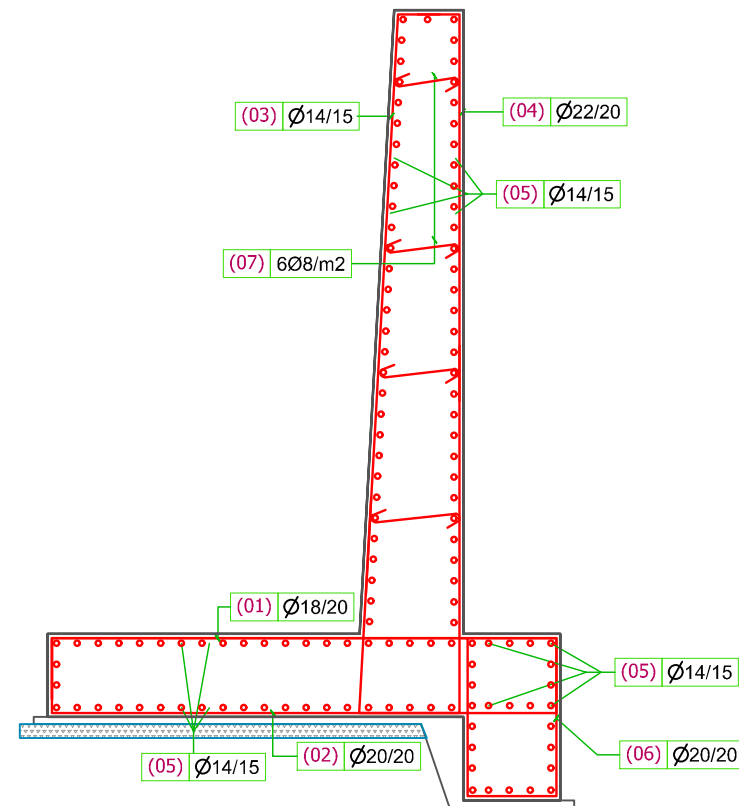 (03) Ø14/15
(04) Ø22/20
(05) Ø14/15
(07) 6Ø8/m2
(01) Ø18/20
(05) Ø14/15
(02) Ø20/20
(06) Ø20/20
(05) Ø14/15